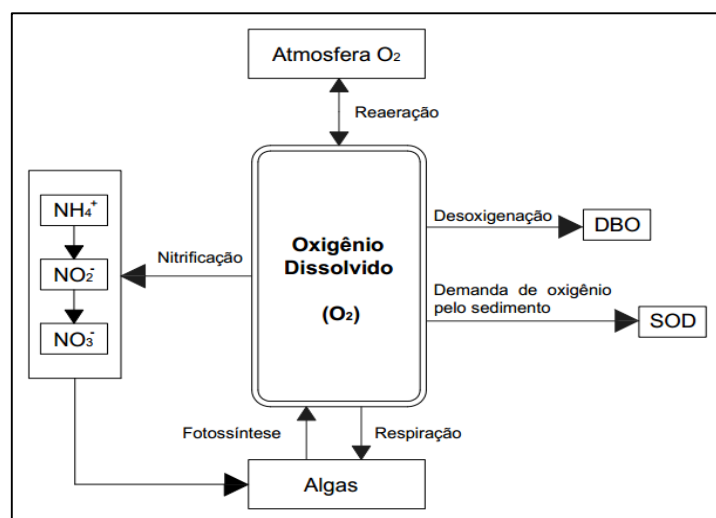 Atmosfera O₂
Reaeração
NH₄⁺
NO₂⁻
NO₃⁻
Nitrificação
Oxigênio
Dissolvido
(O₂)
Desoxigenação
DBO
Demanda de oxigênio
pelo sedimento
SOD
Fotossíntese
Respiração
Algas